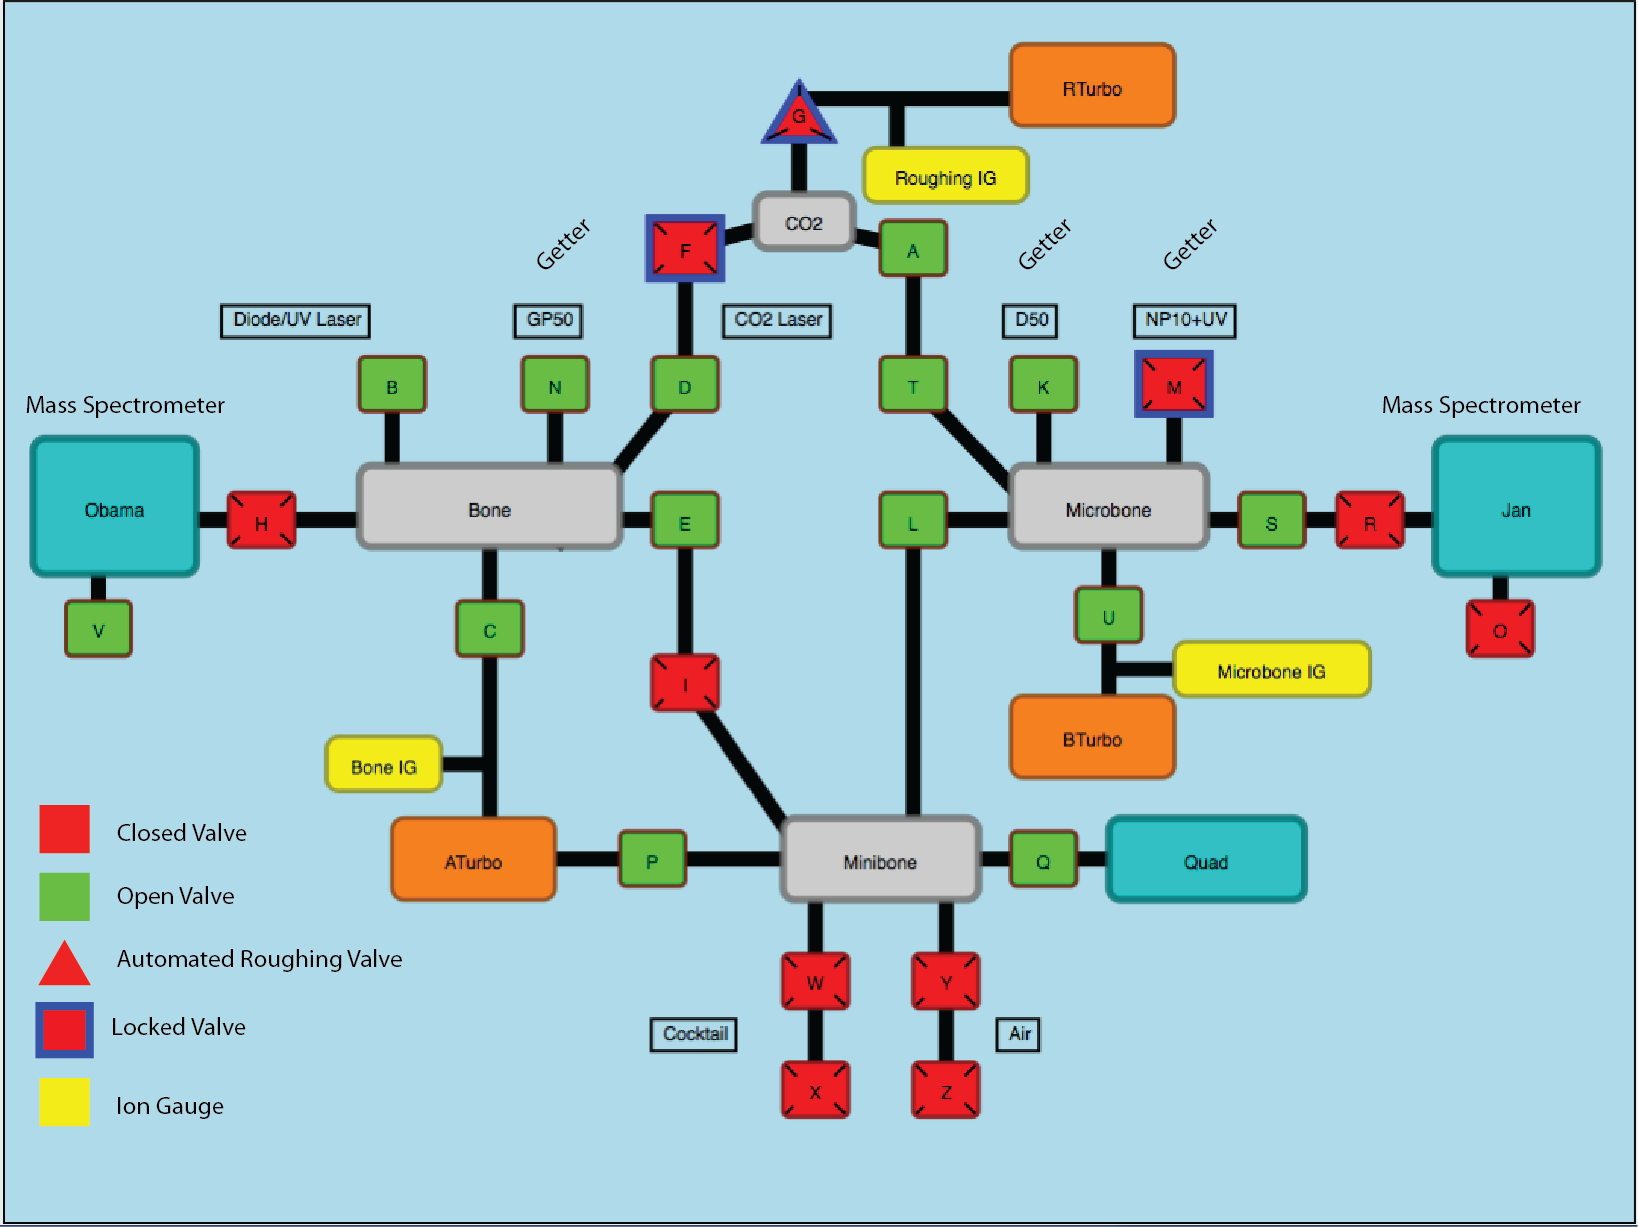 RTurbo
I
G
Roughing IG
CO2
Getter
F
A
Getter
Getter
Diode/UV Laser
GP50
CO2 Laser
D50
NP10+UV
B
N
D
T
K
M
Mass Spectrometer
Mass Spectrometer
Obama
H
Bone
E
L
Microbone
S
R
Jan
V
C
U
O
I
Microbone IG
BTurbo
Bone IG
Closed Valve
ATurbo
P
Minibone
Q
Quad
Open Valve
Automated Roughing Valve
W
Y
Locked Valve
Cocktail
Air
Ion Gauge
X
Z